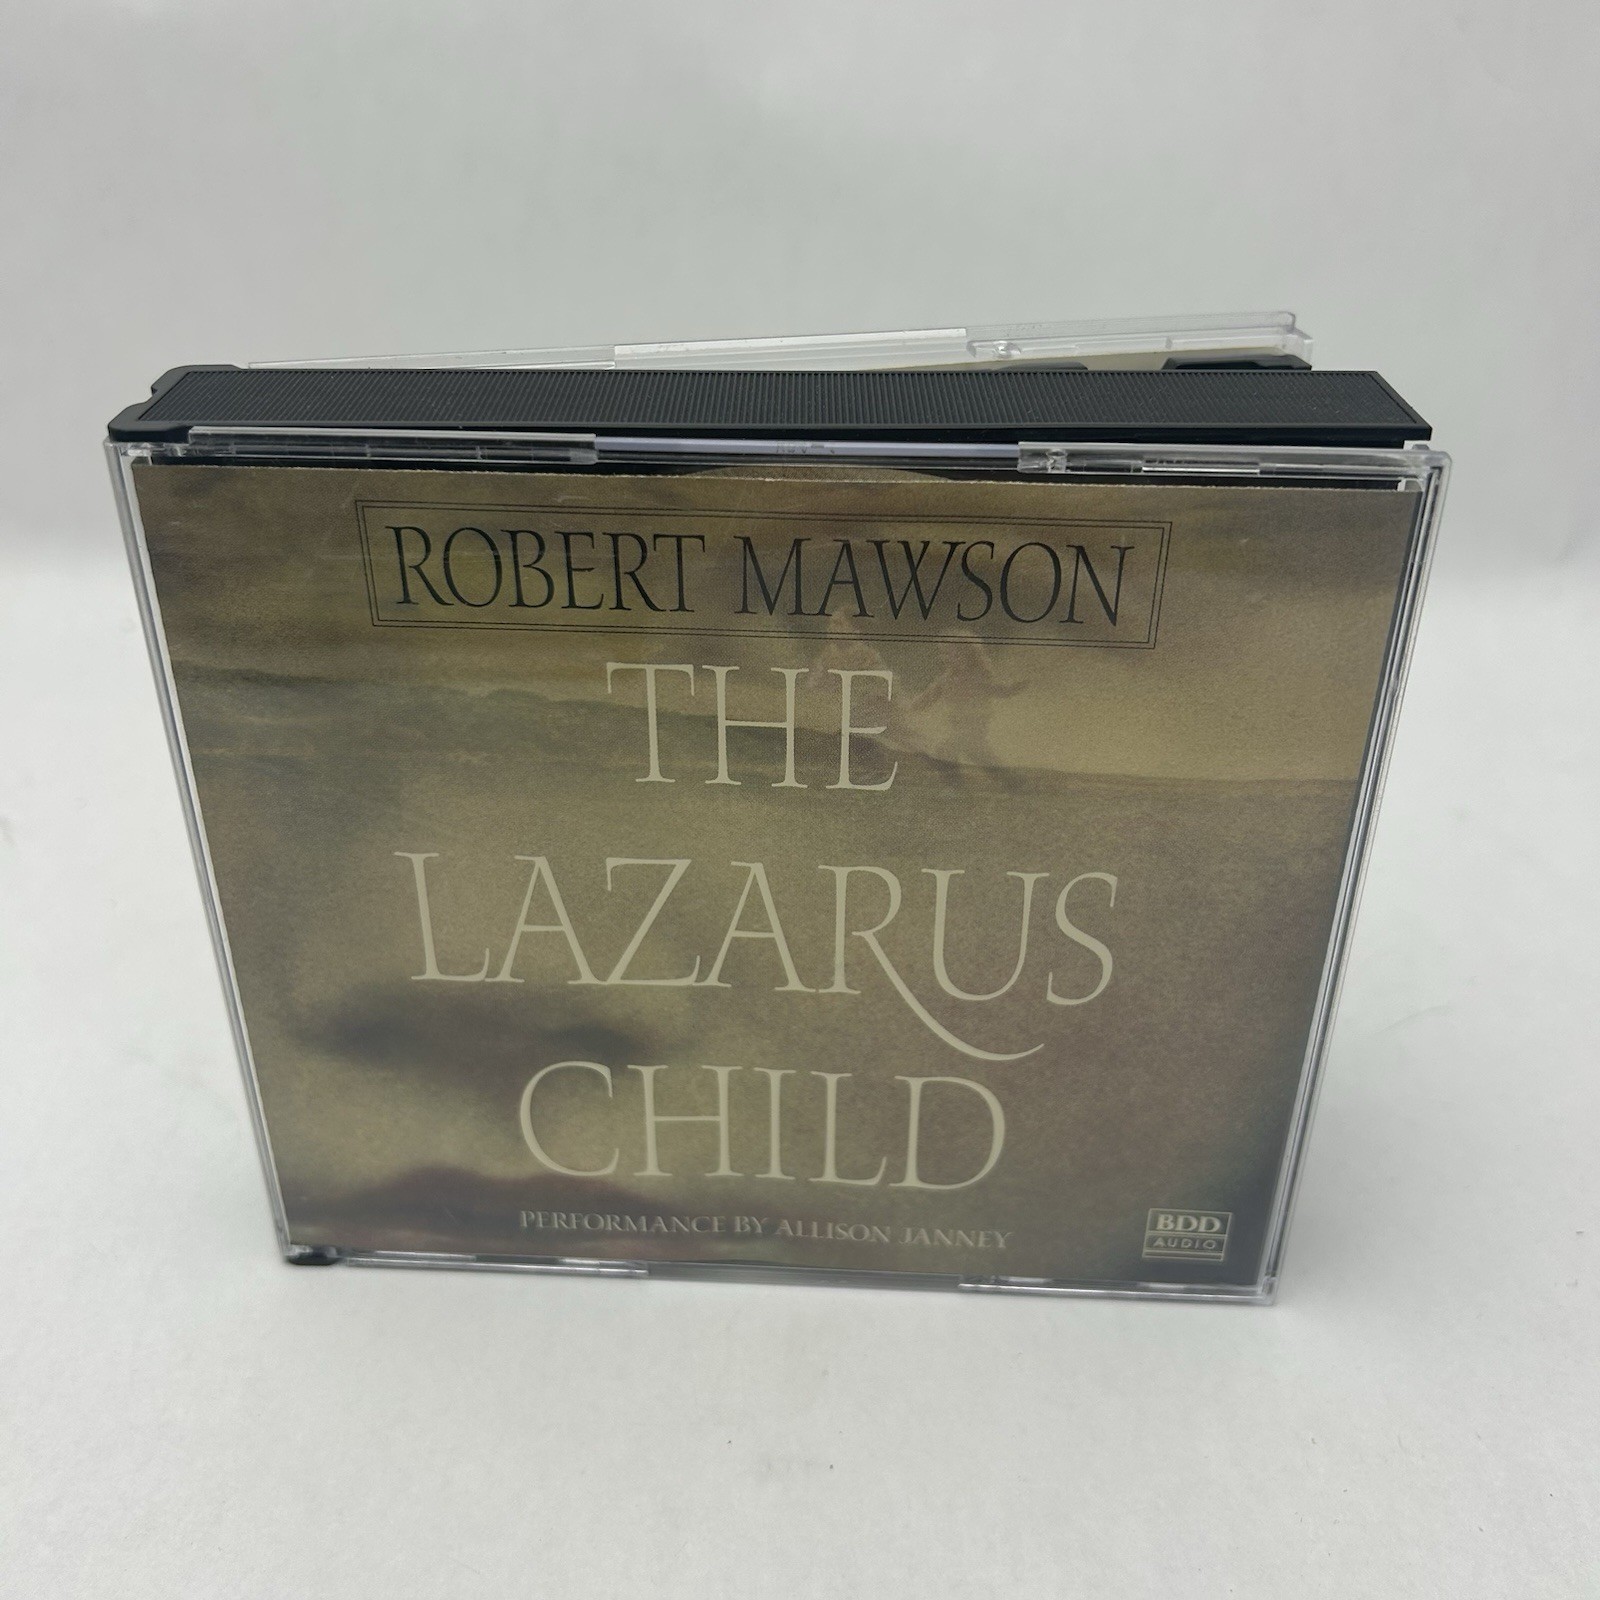 ROBERT MAWSON
THE
LAZARUS
CHILD
PERFORMANCE BY ALLISON JANNEY
BDD
AUDIO